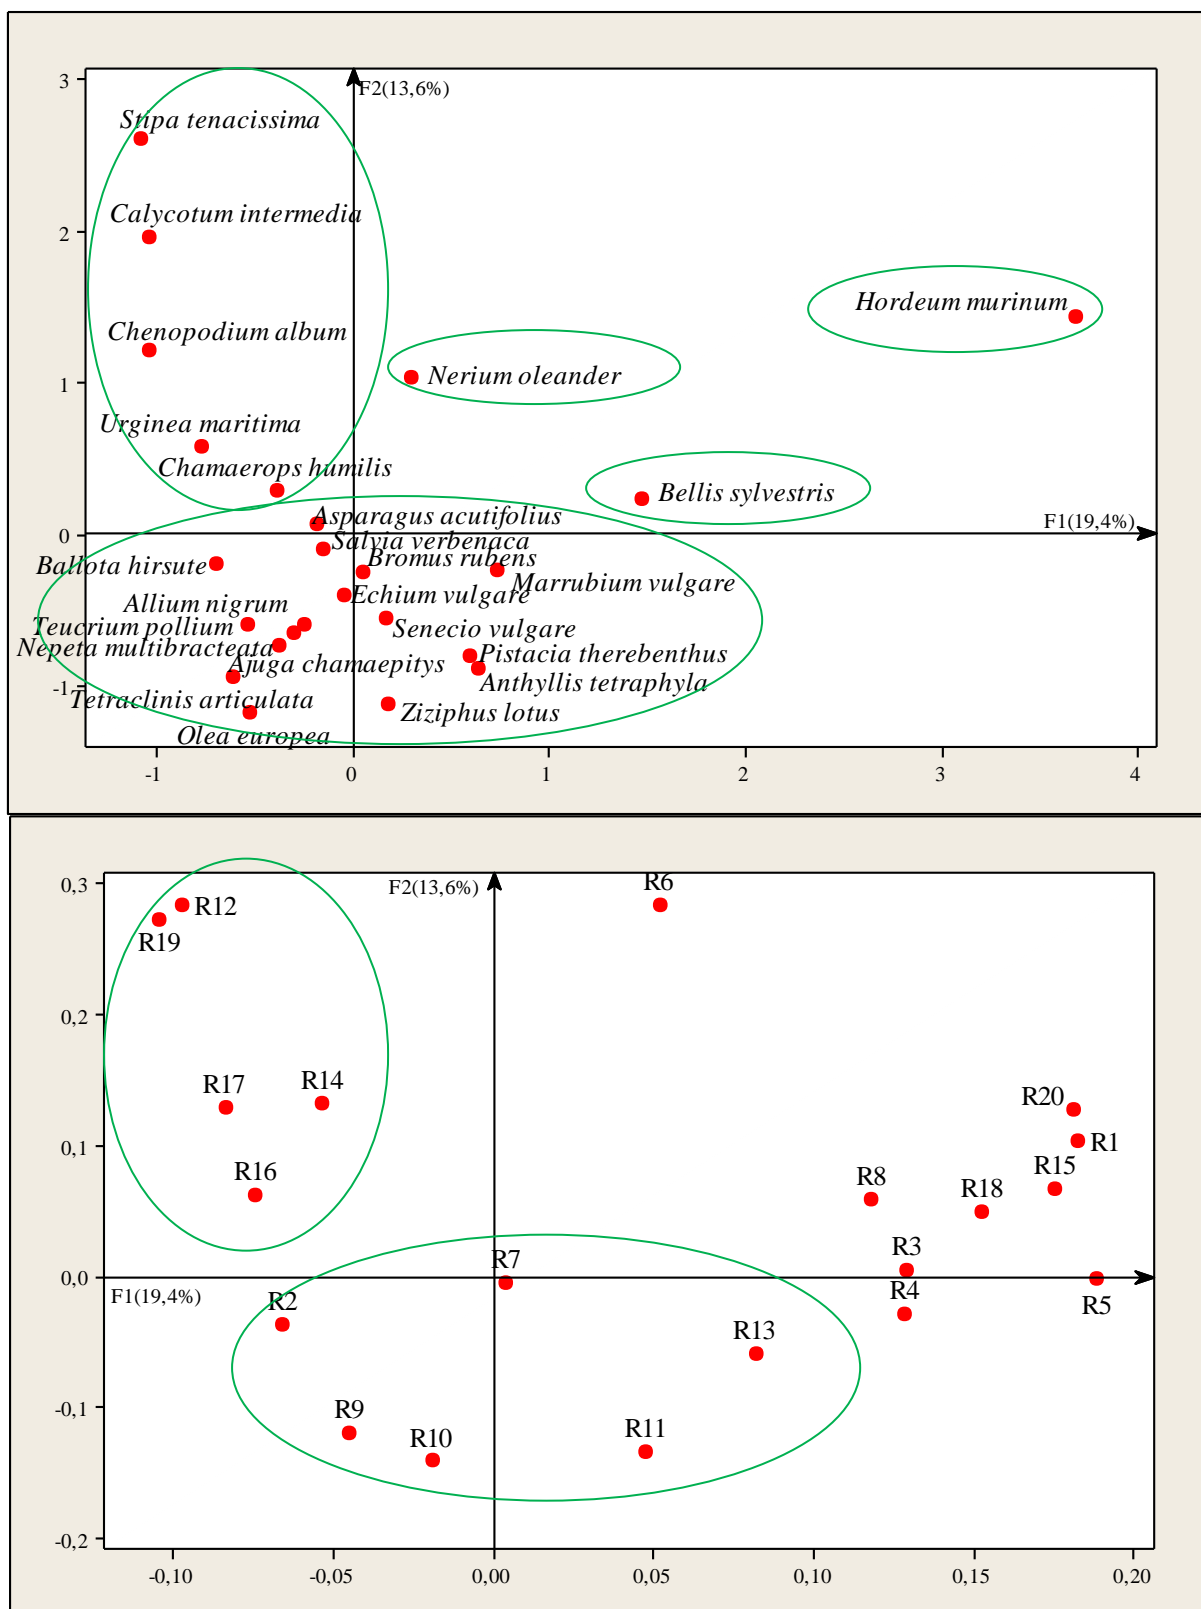 3
F2(13,6%)
Stipa tenacissima
2
Calycotum intermedia
Hordeum murinum
Chenopodium album
1
Nerium oleander
Urginea maritima
Chamaerops humilis
Bellis sylvestris
Asparagus acutifolius
F1(19,4%)
0
Salvia verbenaca
Ballota hirsute
Bromus rubens
Marrubium vulgare
Echium vulgare
Allium nigrum
Teucrium pollium
Senecio vulgare
Nepeta multibracteata
Pistacia therebenthus
Ajuga chamaepitys
Anthyllis tetraphyla
-1
Tetraclinis articulata
Ziziphus lotus
Olea europea
-1 0 1 2 3 4
0,3
F2(13,6%)
R6
R12
R19
0,2
R17
R14
R20
0,1
R1
R16
R8
R18
R15
R7
R3
0,0
F1(19,4%)
R2
R4
R5
R13
-0,1
R9
R10
R11
-0,2
-0,10 -0,05 0,00 0,05 0,10 0,15 0,20